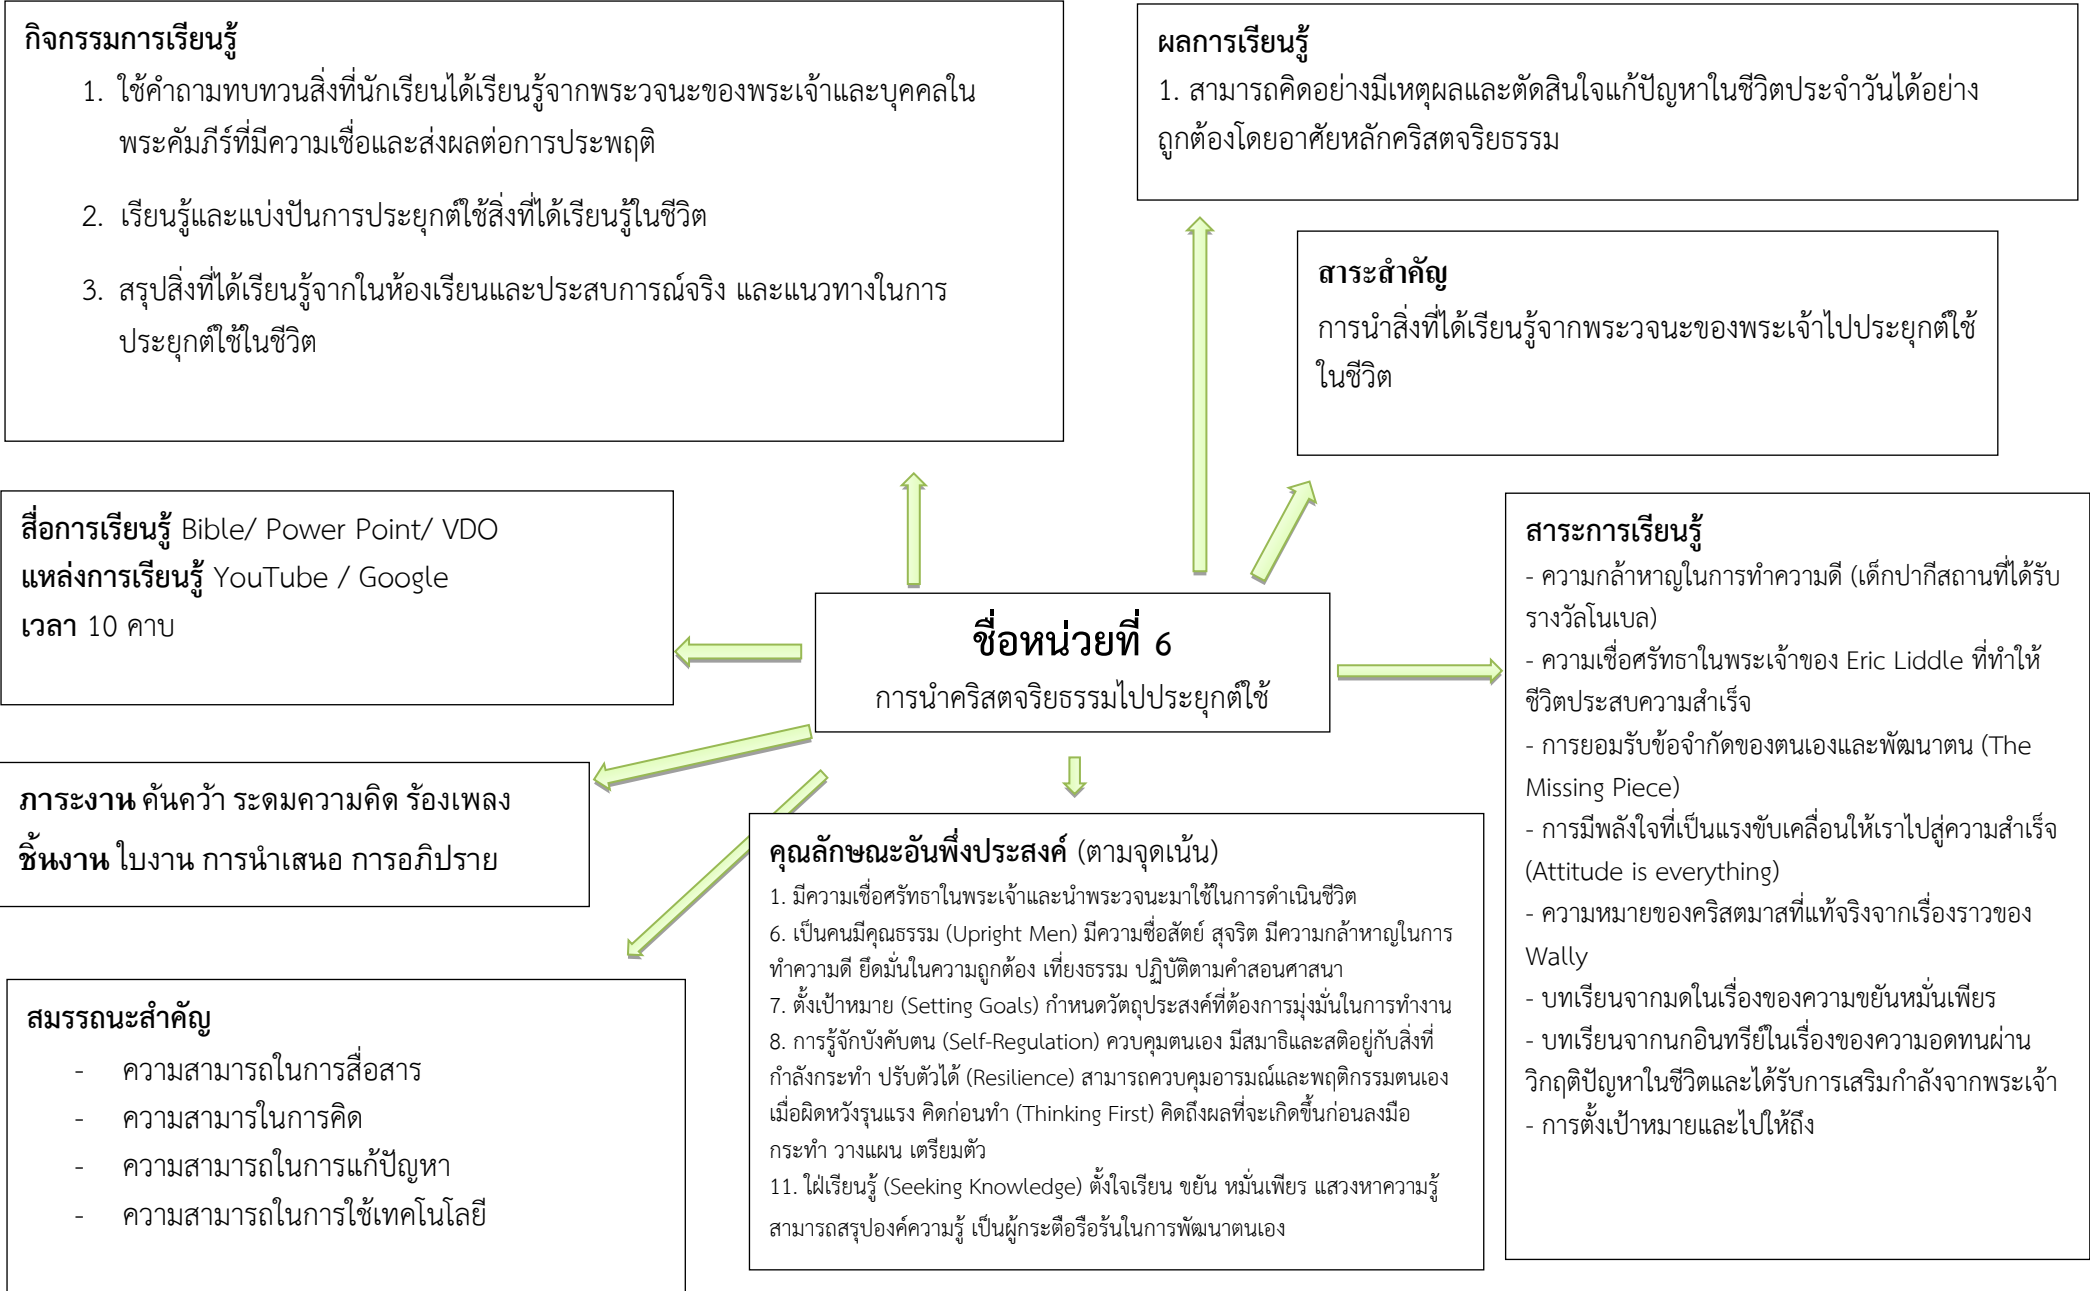 กิจกรรมการเรียนรู้
1. ใช้คำถามทบทวนสิ่งที่นักเรียนได้เรียนรู้จากพระวจนะของพระเจ้าและบุคคลใน
พระคัมภีร์ที่มีความเชื่อและส่งผลต่อการประพฤติ
2. เรียนรู้และแบ่งปันการประยุกต์ใช้สิ่งที่ได้เรียนรู้ในชีวิต
3. สรุปสิ่งที่ได้เรียนรู้จากในห้องเรียนและประสบการณ์จริง และแนวทางในการ
ประยุกต์ใช้ในชีวิต
ผลการเรียนรู้
1. สามารถคิดอย่างมีเหตุผลและตัดสินใจแก้ปัญหาในชีวิตประจำวันได้อย่าง
ถูกต้องโดยอาศัยหลักคริสตจริยธรรม
สาระสำคัญ
การนำสิ่งที่ได้เรียนรู้จากพระวจนะของพระเจ้าไปประยุกต์ใช้
ในชีวิต
สื่อการเรียนรู้ Bible/ Power Point/ VDO
แหล่งการเรียนรู้ YouTube / Google
เวลา 10 คาบ
ชื่อหน่วยที่ 6
การนำคริสตจริยธรรมไปประยุกต์ใช้
สาระการเรียนรู้
- ความกล้าหาญในการทำความดี (เด็กปากีสถานที่ได้รับ
รางวัลโนเบล)
- ความเชื่อศรัทธาในพระเจ้าของ Eric Liddle ที่ทำให้
ชีวิตประสบความสำเร็จ
- การยอมรับข้อจำกัดของตนเองและพัฒนาตน (The
Missing Piece)
- การมีพลังใจที่เป็นแรงขับเคลื่อนให้เราไปสู่ความสำเร็จ
(Attitude is everything)
- ความหมายของคริสตมาสที่แท้จริงจากเรื่องราวของ
Wally
- บทเรียนจากมดในเรื่องของความขยันหมั่นเพียร
- บทเรียนจากนกอินทรีย์ในเรื่องของความอดทนผ่าน
วิกฤติปัญหาในชีวิตและได้รับการเสริมกำลังจากพระเจ้า
- การตั้งเป้าหมายและไปให้ถึง
ภาระงาน ค้นคว้า ระดมความคิด ร้องเพลง
ชิ้นงาน ใบงาน การนำเสนอ การอภิปราย
คุณลักษณะอันพึ่งประสงค์ (ตามจุดเน้น)
1. มีความเชื่อศรัทธาในพระเจ้าและนำพระวจนะมาใช้ในการดำเนินชีวิต
6. เป็นคนมีคุณธรรม (Upright Men) มีความซื่อสัตย์ สุจริต มีความกล้าหาญในการ
ทำความดี ยึดมั่นในความถูกต้อง เที่ยงธรรม ปฏิบัติตามคำสอนศาสนา
7. ตั้งเป้าหมาย (Setting Goals) กำหนดวัตถุประสงค์ที่ต้องการมุ่งมั่นในการทำงาน
8. การรู้จักบังคับตน (Self-Regulation) ควบคุมตนเอง มีสมาธิและสติอยู่กับสิ่งที่
กำลังกระทำ ปรับตัวได้ (Resilience) สามารถควบคุมอารมณ์และพฤติกรรมตนเอง
เมื่อผิดหวังรุนแรง คิดก่อนทำ (Thinking First) คิดถึงผลที่จะเกิดขึ้นก่อนลงมือ
กระทำ วางแผน เตรียมตัว
11. ใฝ่เรียนรู้ (Seeking Knowledge) ตั้งใจเรียน ขยัน หมั่นเพียร แสวงหาความรู้
สามารถสรุปองค์ความรู้ เป็นผู้กระตือรือร้นในการพัฒนาตนเอง
สมรรถนะสำคัญ
- ความสามารถในการสื่อสาร
- ความสามารในการคิด
- ความสามารถในการแก้ปัญหา
- ความสามารถในการใช้เทคโนโลยี